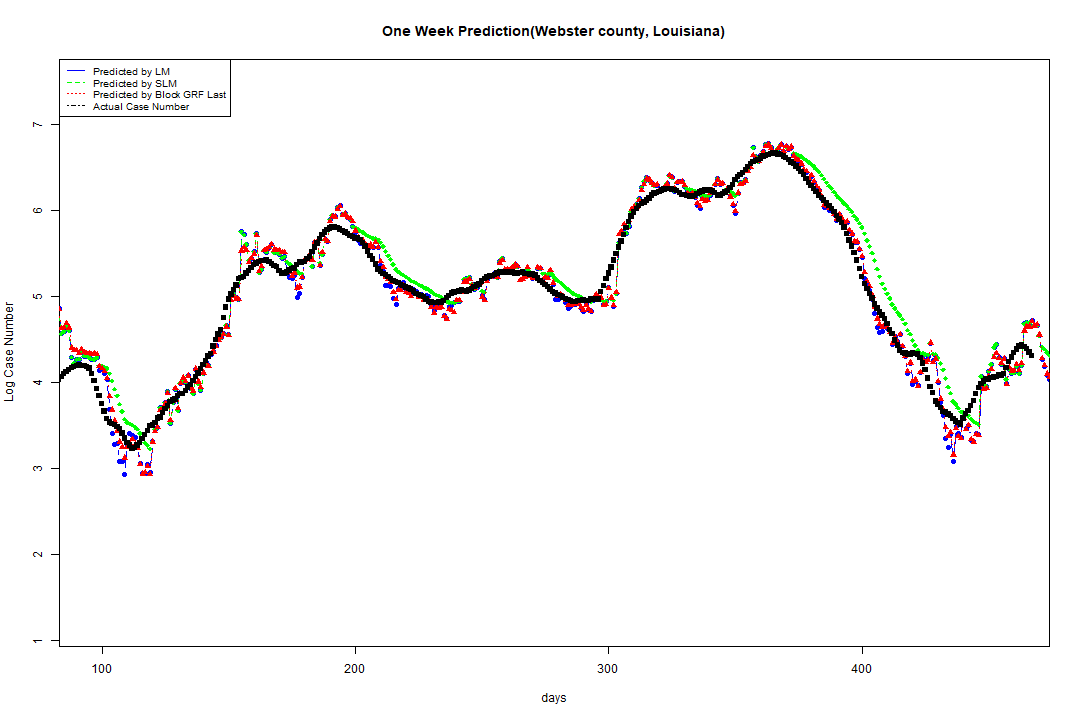 One Week Prediction(Webster county, Louisiana)
Predicted by LM
Predicted by SLM
Predicted by Block GRF Last
Actual Case Number
7
6
5
4
3
2
1
Log Case Number
100 200 300 400
days